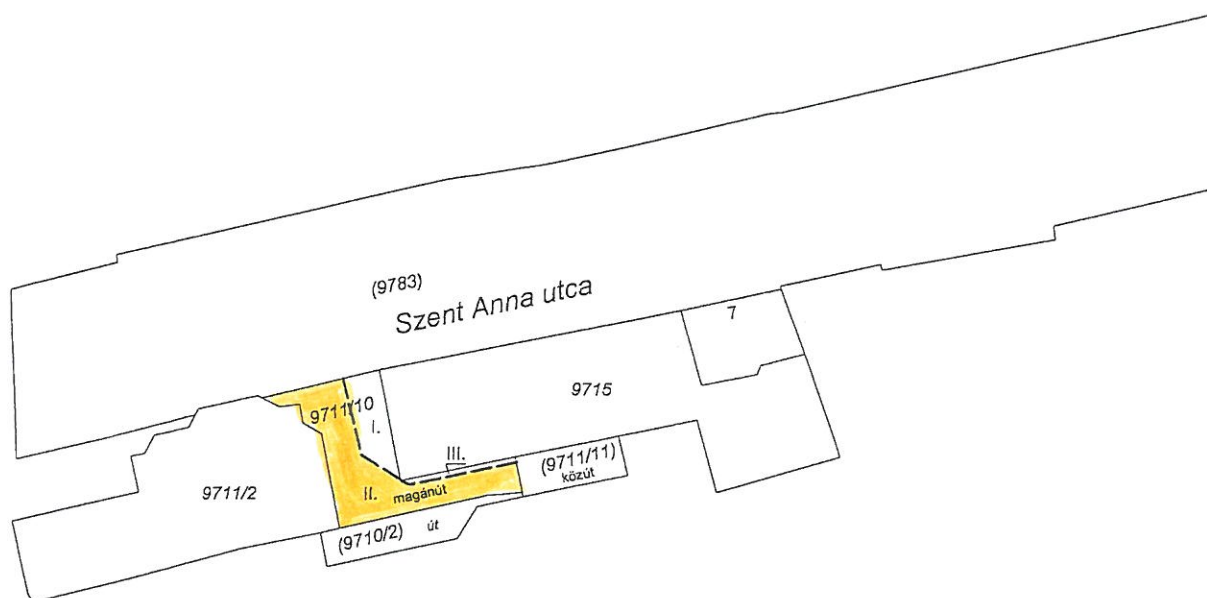 (9783)
Szent Anna utca
7
9711/10
9715
I.
III.
(9711/11)
közút
9711/2
II.
magánút
(9710/2)
út